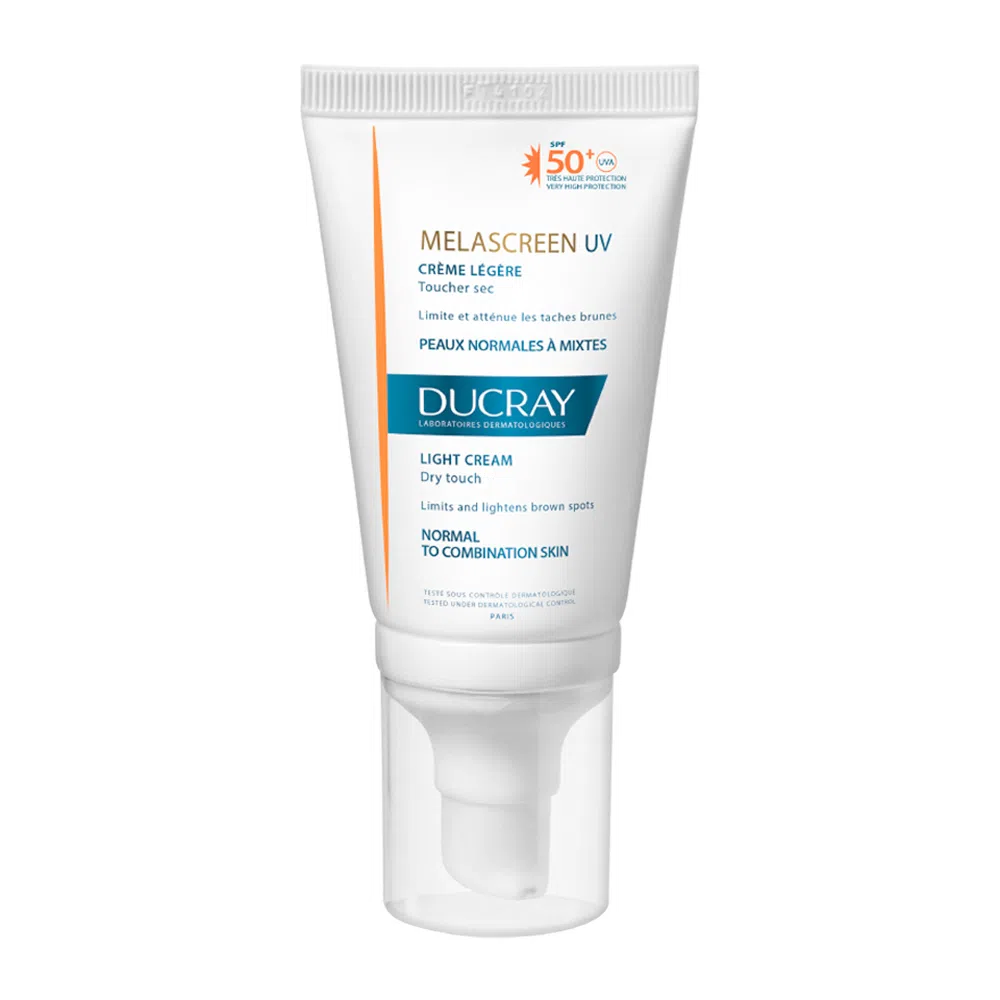 SPF
50+ UVA
TRÈS HAUTE PROTECTION
VERY HIGH PROTECTION
MELASCREEN UV
CRÈME LÉGÈRE
Toucher sec
Limite et atténue les taches brunes
PEAUX NORMALES À MIXTES
DUCRAY
LABORATOIRES DERMATOLOGIQUES
LIGHT CREAM
Dry touch
Limits and lightens brown spots
NORMAL
TO COMBINATION SKIN
TESTÉ SOUS CONTRÔLE DERMATOLOGIQUE
TESTED UNDER DERMATOLOGICAL CONTROL
PARIS